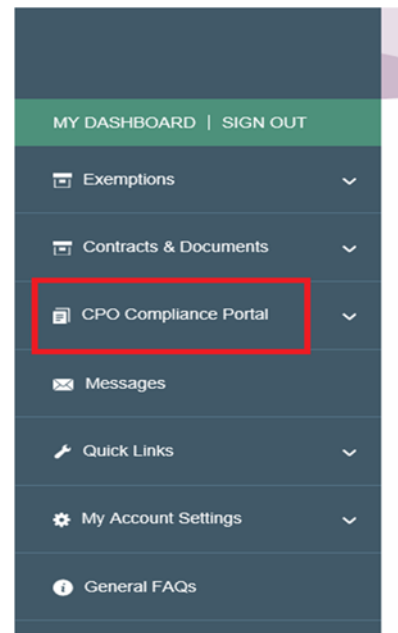 MY DASHBOARD | SIGN OUT
Exemptions
Contracts & Documents
CPO Compliance Portal
Messages
Quick Links
My Account Settings
General FAQs